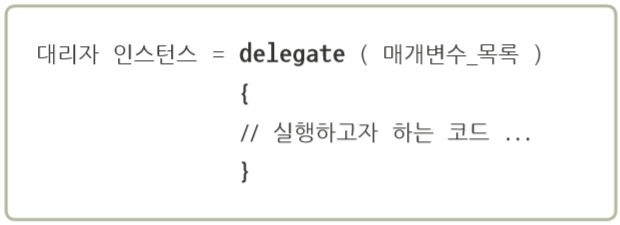 대리자 인스턴스 = delegate ( 매개변수_목록 )
{
// 실행하고자 하는 코드 ...
}